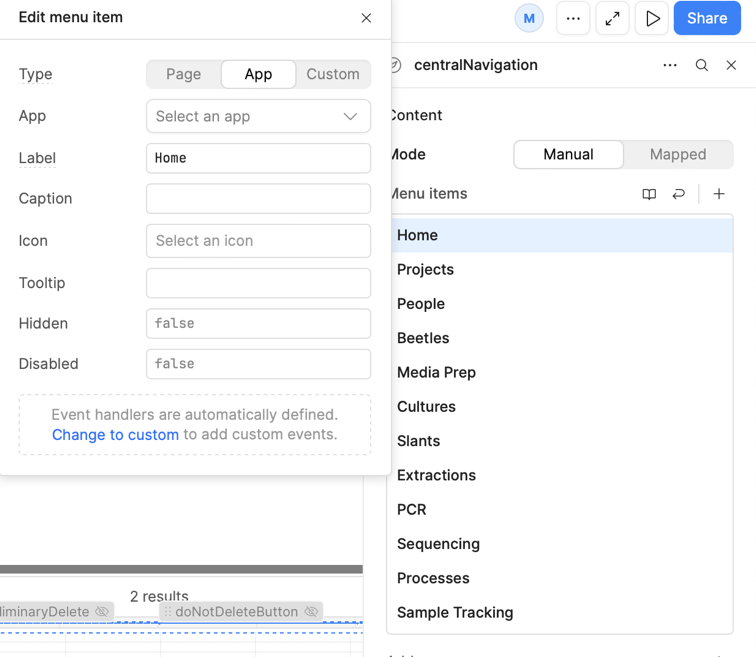 Edit menu item
Type
Page
App
Custom
App
Select an app
Label
Home
Caption
Icon
Select an icon
Tooltip
Hidden
false
Disabled
false
Event handlers are automatically defined.
Change to custom to add custom events.
2 results
liminaryDelete
doNotDeleteButton
M
Share
centralNavigation
Content
Mode
Manual
Mapped
Menu items
Home
Projects
People
Beetles
Media Prep
Cultures
Slants
Extractions
PCR
Sequencing
Processes
Sample Tracking